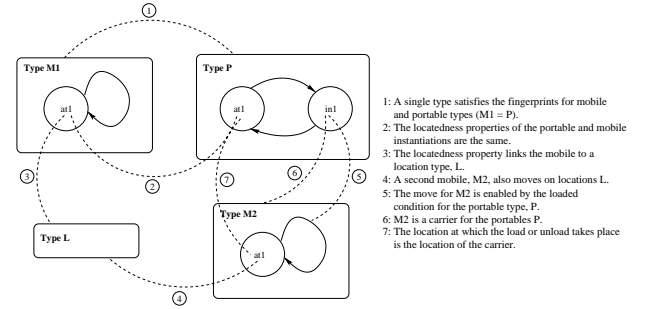 1
Type M1
at1
Type P
at1
in1
3
2
7
6
5
Type M2
at1
Type L
4
1: A single type satisfies the fingerprints for mobile
and portable types (M1 = P).
2: The locatedness properties of the portable and mobile
instantiations are the same.
3: The locatedness property links the mobile to a
location type, L.
4: A second mobile, M2, also moves on locations L.
5: The move for M2 is enabled by the loaded
condition for the portable type, P.
6: M2 is a carrier for the portables P.
7: The location at which the load or unload takes place
is the location of the carrier.